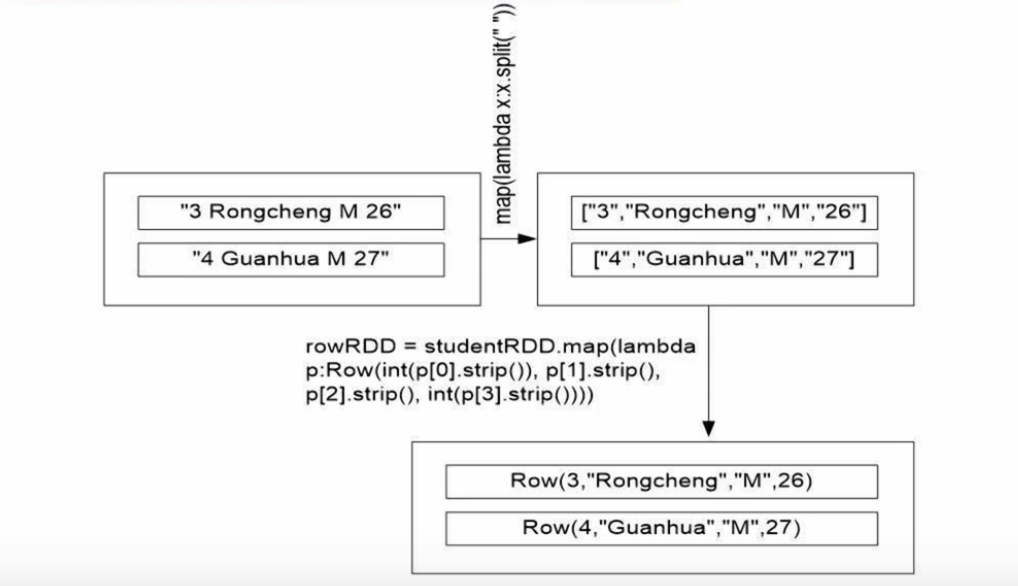 map(lambda x:x.split(" "))
"3 Rongcheng M 26"
"4 Guanhua M 27"
["3","Rongcheng","M","26"]
["4","Guanhua","M","27"]
rowRDD = studentRDD.map(lambda
p:Row(int(p[0].strip()), p[1].strip(),
p[2].strip(), int(p[3].strip())))
Row(3,"Rongcheng","M",26)
Row(4,"Guanhua","M",27)